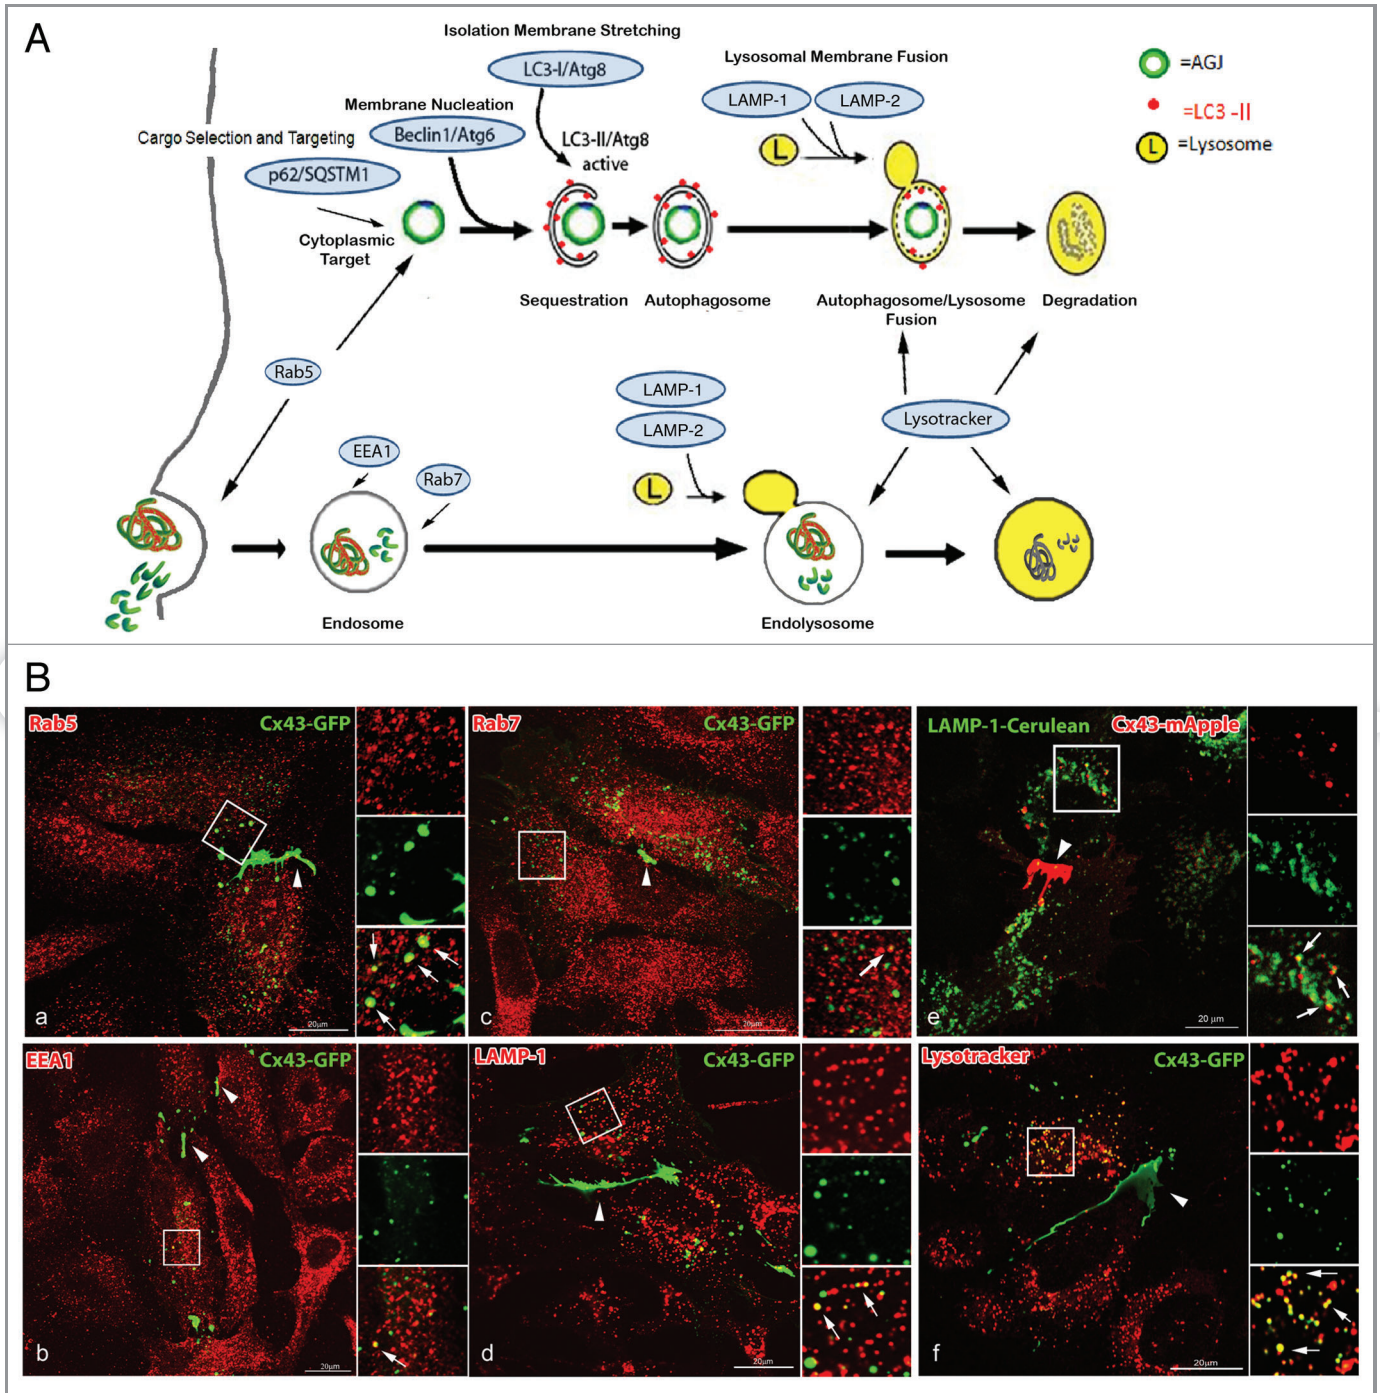 A
Isolation Membrane Stretching
LC3-I/Atg8
Lysosomal Membrane Fusion
=AGJ
Membrane Nucleation
LAMP-1
LAMP-2
=LC3 -II
Cargo Selection and Targeting
Beclin1/Atg6
LC3-II/Atg8
active
L
L
=Lysosome
p62/SQSTM1
Cytoplasmic
Target
Sequestration
Autophagosome
Autophagosome/Lysosome
Fusion
Degradation
Rab5
LAMP-1
LAMP-2
Lysotracker
EEA1
Rab7
L
Endosome
Endolysosome
B
Rab5
Cx43-GFP
a
20µm
Rab7
Cx43-GFP
c
20µm
LAMP-1-Cerulean
Cx43-mApple
e
20 µm
EEA1
Cx43-GFP
b
20µm
LAMP-1
Cx43-GFP
d
20µm
Lysotracker
Cx43-GFP
f
20µm